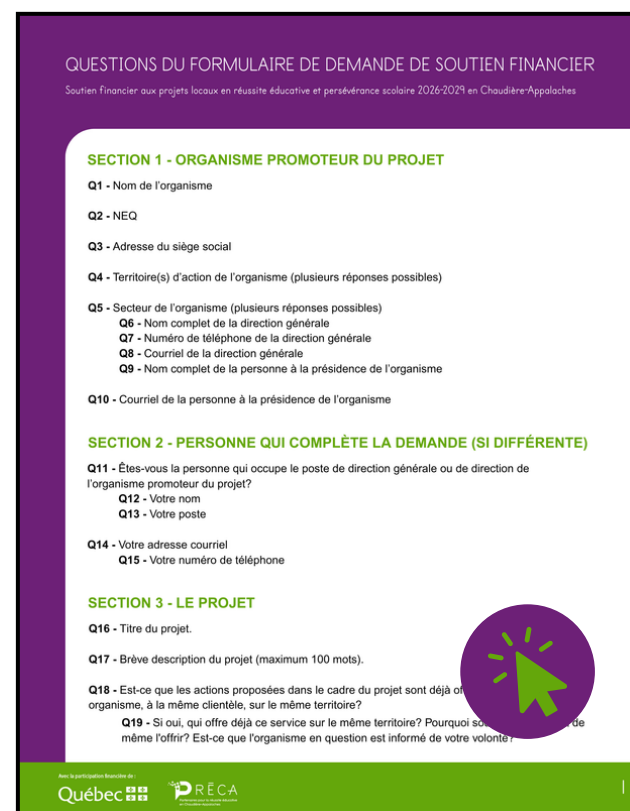 QUESTIONS DU FORMULAIRE DE DEMANDE DE SOUTIEN FINANCIER
Soutien financier aux projets locaux en réussite éducative et persévérance scolaire 2026-2029 en Chaudière-Appalaches
SECTION 1 - ORGANISME PROMOTEUR DU PROJET
Q1 - Nom de l'organisme
Q2 - NEQ
Q3 - Adresse du siège social
Q4 - Territoire(s) d'action de l'organisme (plusieurs réponses possibles)
Q5 - Secteur de l'organisme (plusieurs réponses possibles)
Q6 - Nom complet de la direction générale
Q7 - Numéro de téléphone de la direction générale
Q8 - Courriel de la direction générale
Q9 - Nom complet de la personne à la présidence de l'organisme
Q10 - Courriel de la personne à la présidence de l'organisme
SECTION 2 - PERSONNE QUI COMPLÈTE LA DEMANDE (SI DIFFÉRENTE)
Q11 - Êtes-vous la personne qui occupe le poste de direction générale ou de direction de
l'organisme promoteur du projet?
Q12 - Votre nom
Q13 - Votre poste
Q14 - Votre adresse courriel
Q15 - Votre numéro de téléphone
SECTION 3 - LE PROJET
Q16 - Titre du projet.
Q17 - Brève description du projet (maximum 100 mots).
Q18 - Est-ce que les actions proposées dans le cadre du projet sont déjà
organisme, à la même clientèle, sur le même territoire?
Q19 - Si oui, qui offre déjà ce service sur le même territoire? Pourquoi de
même l'offrir? Est-ce que l'organisme en question est informé de votre volonté?
Avec la participation financière de :
Québec
PRÉCA
Partenaires pour la réussite éducative
en Chaudière-Appalaches